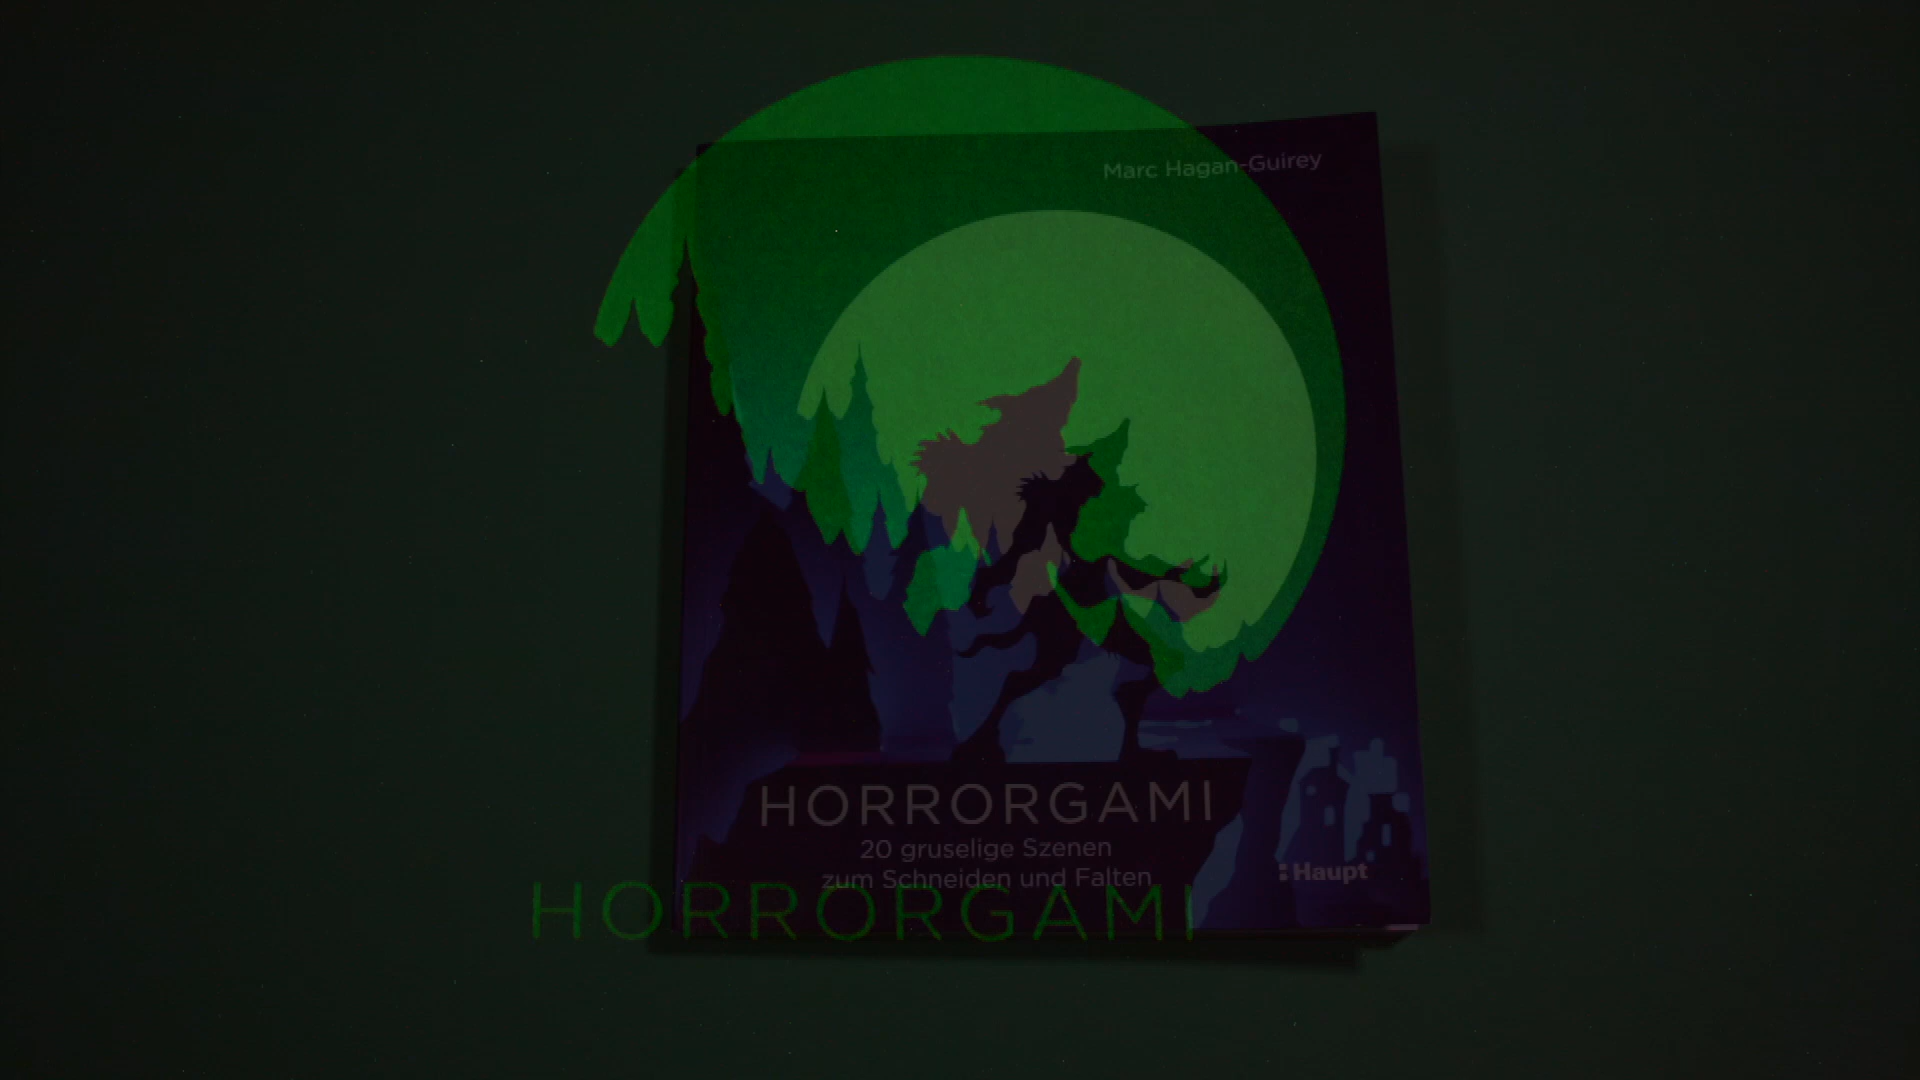 Marc Hagan-Guirey
HORRORGAMI
20 gruselige Szenen
zum Schneiden und Falten
Haupt
HORRORGAMI